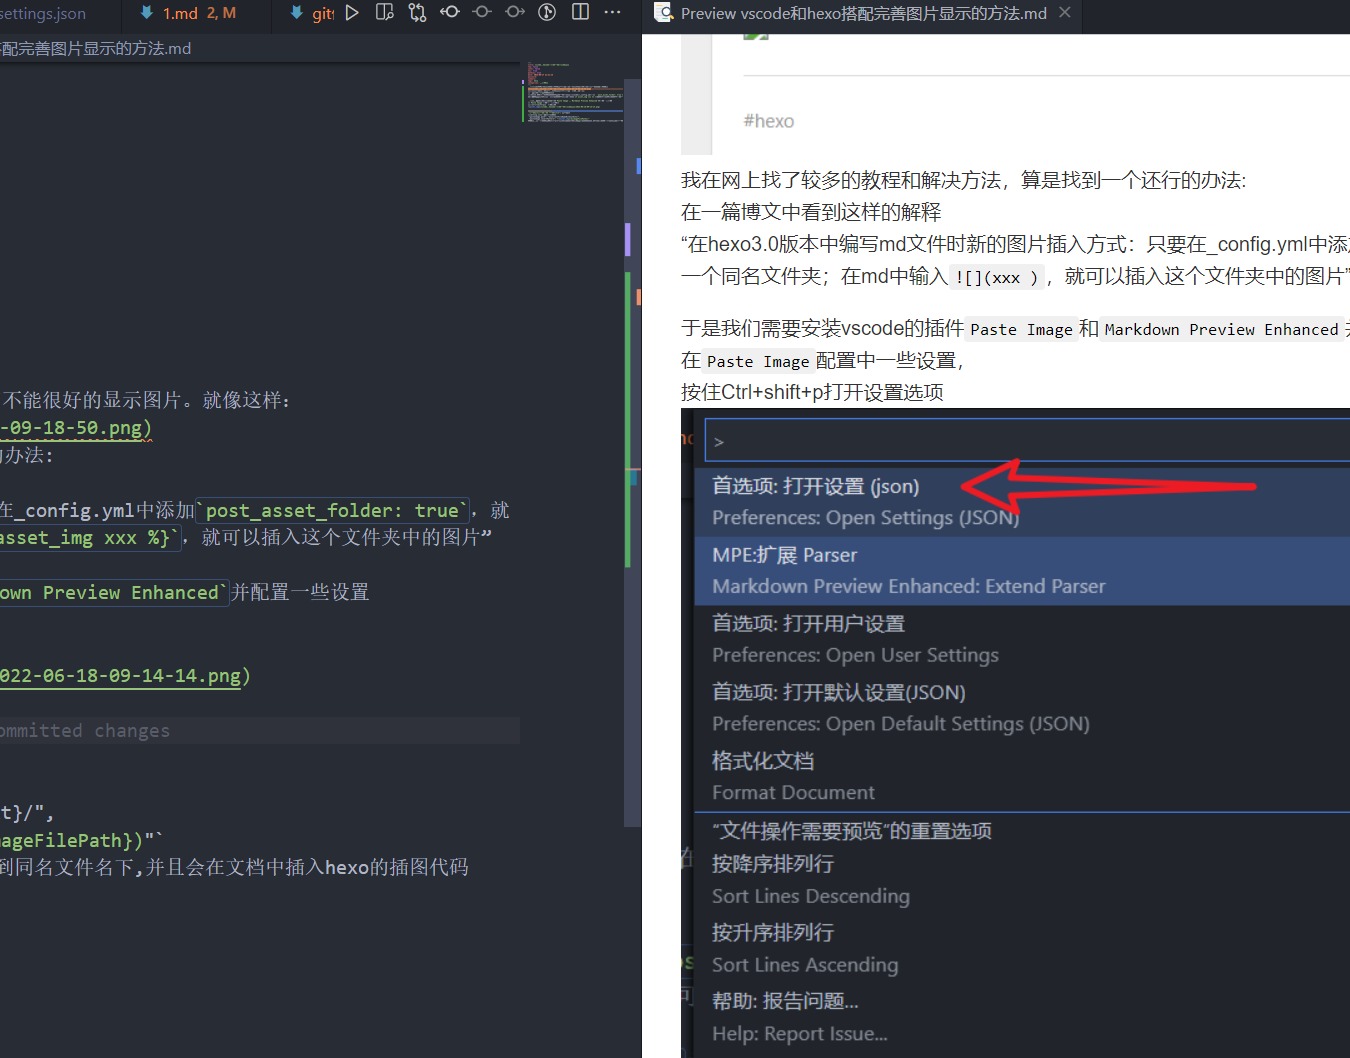 settings.json
1.md 2, M
git
Preview vscode和hexo搭配完善图片显示的方法.md
搭配完善图片显示的方法.md
不能很好的显示图片。就像这样:
-09-18-50.png)
办法:
在_config.yml中添加`post_asset_folder: true`，就
asset_img xxx %}`，就可以插入这个文件夹中的图片”
own Preview Enhanced`并配置一些设置
022-06-18-09-14-14.png)
ommitted changes
t}/",
mageFilePath})"`
到同名文件名下,并且会在文档中插入hexo的插图代码
#hexo
我在网上找了较多的教程和解决方法，算是找到一个还行的办法:
在一篇博文中看到这样的解释
“在hexo3.0版本中编写md文件时新的图片插入方式：只要在_config.yml中添加
一个同名文件夹；在md中输入 ![](xxx ) ，就可以插入这个文件夹中的图片”
于是我们需要安装vscode的插件 Paste Image 和 Markdown Preview Enhanced
在 Paste Image 配置中一些设置，
按住Ctrl+shift+p打开设置选项
>
首选项: 打开设置 (json)
Preferences: Open Settings (JSON)
MPE:扩展 Parser
Markdown Preview Enhanced: Extend Parser
首选项: 打开用户设置
Preferences: Open User Settings
首选项: 打开默认设置(JSON)
Preferences: Open Default Settings (JSON)
格式化文档
Format Document
“文件操作需要预览”的重置选项
按降序排列行
Sort Lines Descending
按升序排列行
Sort Lines Ascending
帮助: 报告问题...
Help: Report Issue...